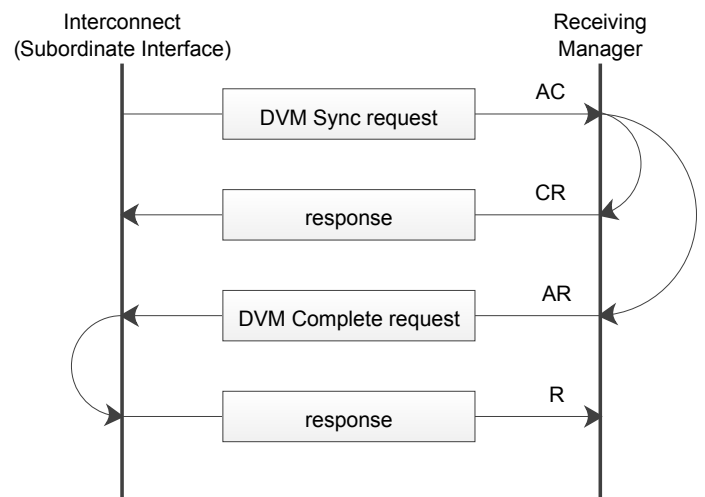 Interconnect
(Subordinate Interface)
Receiving
Manager
DVM Sync request
AC
response
CR
DVM Complete request
AR
response
R